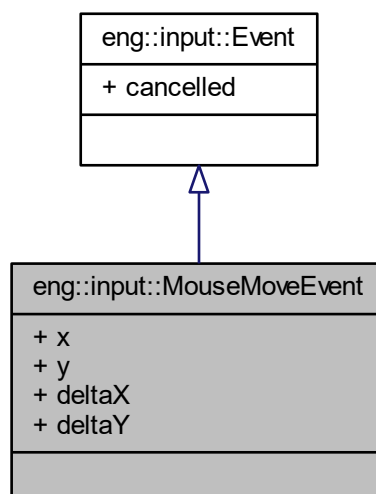 eng::input::Event
+ cancelled
eng::input::MouseMoveEvent
+ x
+ y
+ deltaX
+ deltaY